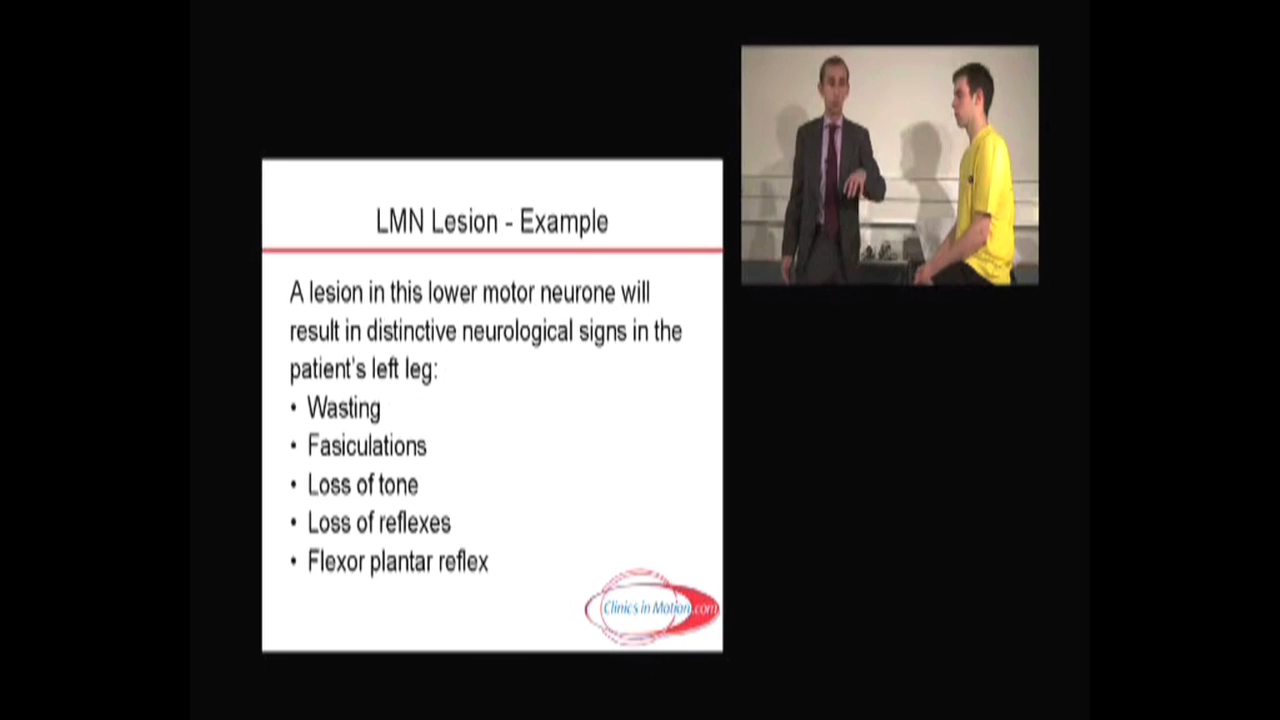 LMN Lesion - Example
A lesion in this lower motor neurone will
result in distinctive neurological signs in the
patient's left leg:
• Wasting
• Fasiculations
• Loss of tone
• Loss of reflexes
• Flexor plantar reflex
Clinics in Motion.com